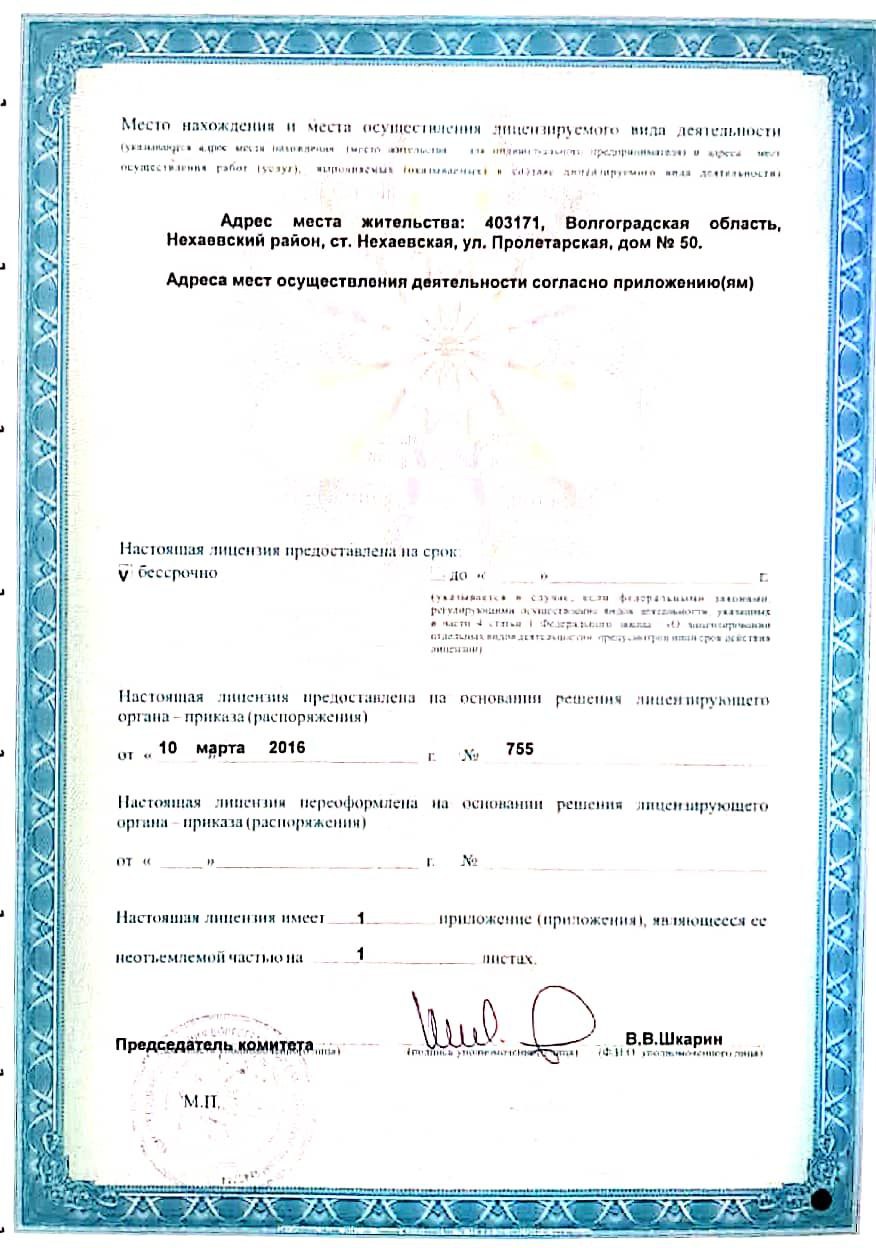 Место нахождения и места осуществления лицензируемого вида деятельности
(указываются адрес места нахождения (место жительства - для индивидуального предпринимателя) и адреса мест
осуществления работ (услуг), выполняемых (оказываемых) в составе лицензируемого вида деятельности)
Адрес места жительства: 403171, Волгоградская область,
Нехаевский район, ст. Нехаевская, ул. Пролетарская, дом № 50.
Адреса мест осуществления деятельности согласно приложению(ям)
Настоящая лицензия предоставлена на срок:
V бессрочно
до « » г.
(указывается в случае, если федеральными законами,
регулирующими осуществление видов деятельности, указанных
в части 4 статьи 1 Федерального закона «О лицензировании
отдельных видов деятельности», предусмотрен иной срок действия
лицензии)
Настоящая лицензия предоставлена на основании решения лицензирующего
органа – приказа (распоряжения)
от « 10 » марта 2016 г. № 755
Настоящая лицензия переоформлена на основании решения лицензирующего
органа – приказа (распоряжения)
от « » г. №
Настоящая лицензия имеет 1 приложение (приложения), являющееся ее
неотъемлемой частью на 1 листах.
Председатель комитета В.В.Шкарин
(подпись уполномоченного лица) (Ф.И.О. уполномоченного лица)
М.П.